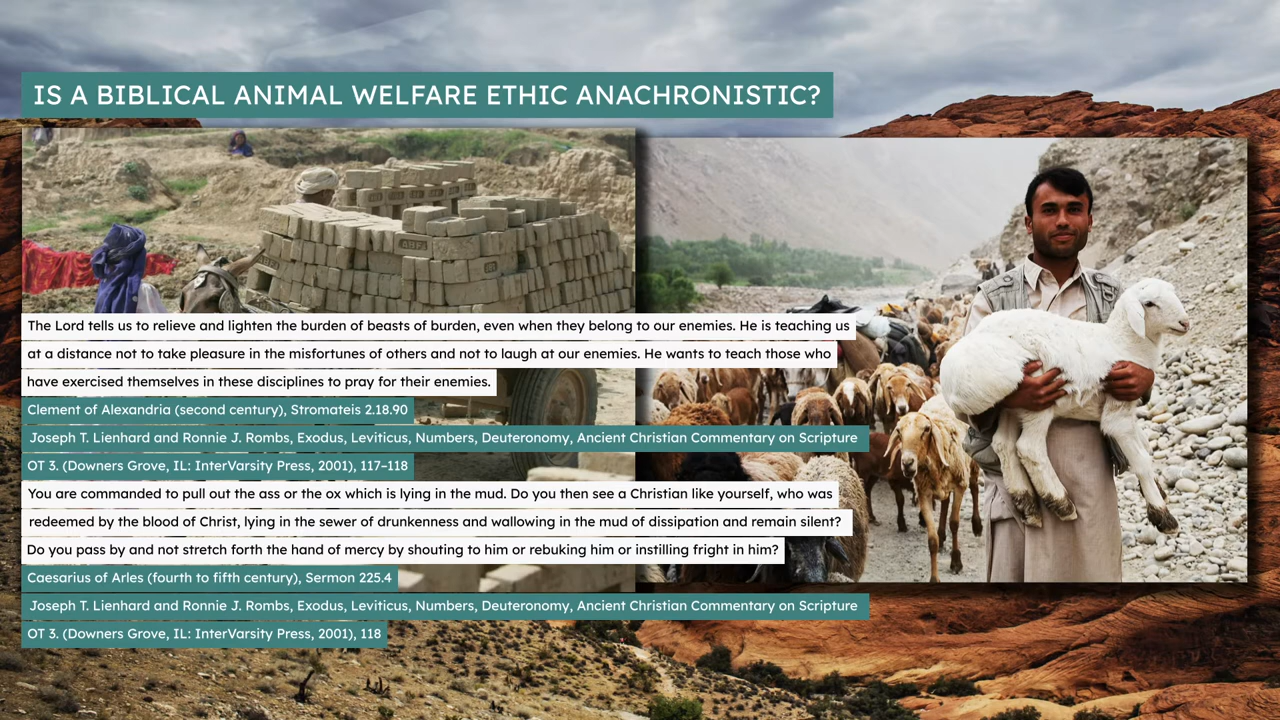 IS A BIBLICAL ANIMAL WELFARE ETHIC ANACHRONISTIC?
The Lord tells us to relieve and lighten the burden of beasts of burden, even when they belong to our enemies. He is teaching us
at a distance not to take pleasure in the misfortunes of others and not to laugh at our enemies. He wants to teach those who
have exercised themselves in these disciplines to pray for their enemies.
Clement of Alexandria (second century), Stromateis 2.18.90
Joseph T. Lienhard and Ronnie J. Rombs, Exodus, Leviticus, Numbers, Deuteronomy, Ancient Christian Commentary on Scripture
OT 3. (Downers Grove, IL: InterVarsity Press, 2001), 117–118
You are commanded to pull out the ass or the ox which is lying in the mud. Do you then see a Christian like yourself, who was
redeemed by the blood of Christ, lying in the sewer of drunkenness and wallowing in the mud of dissipation and remain silent?
Do you pass by and not stretch forth the hand of mercy by shouting to him or rebuking him or instilling fright in him?
Caesarius of Arles (fourth to fifth century), Sermon 225.4
Joseph T. Lienhard and Ronnie J. Rombs, Exodus, Leviticus, Numbers, Deuteronomy, Ancient Christian Commentary on Scripture
OT 3. (Downers Grove, IL: InterVarsity Press, 2001), 118